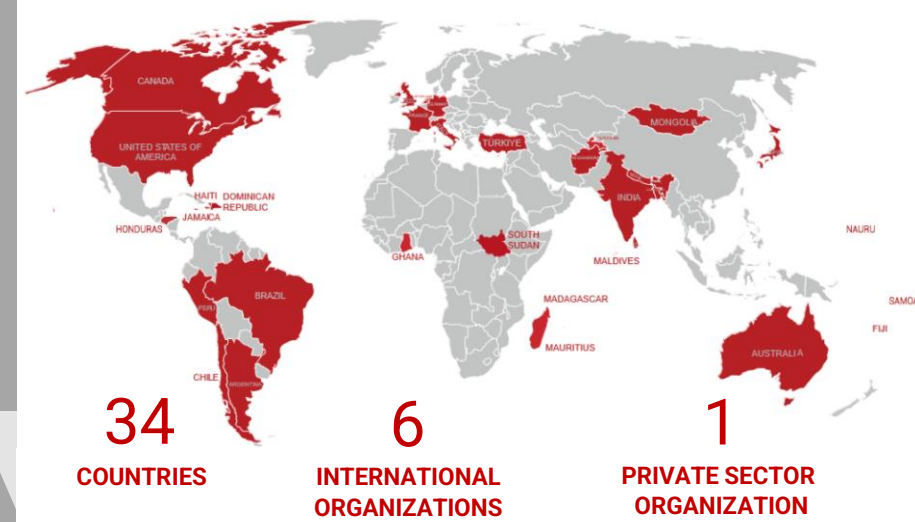 CANADA
UNITED STATES OF
AMERICA
HAITI
DOMINICAN
REPUBLIC
JAMAICA
HONDURAS
BRAZIL
PERU
CHILE
ARGENTINA
TÜRKIYE
MONGOLIA
INDIA
SOUTH
SUDAN
GHANA
MALDIVES
MADAGASCAR
MAURITIUS
NAURU
SAMOA
FIJI
AUSTRALIA
34
COUNTRIES
6
INTERNATIONAL
ORGANIZATIONS
1
PRIVATE SECTOR
ORGANIZATION